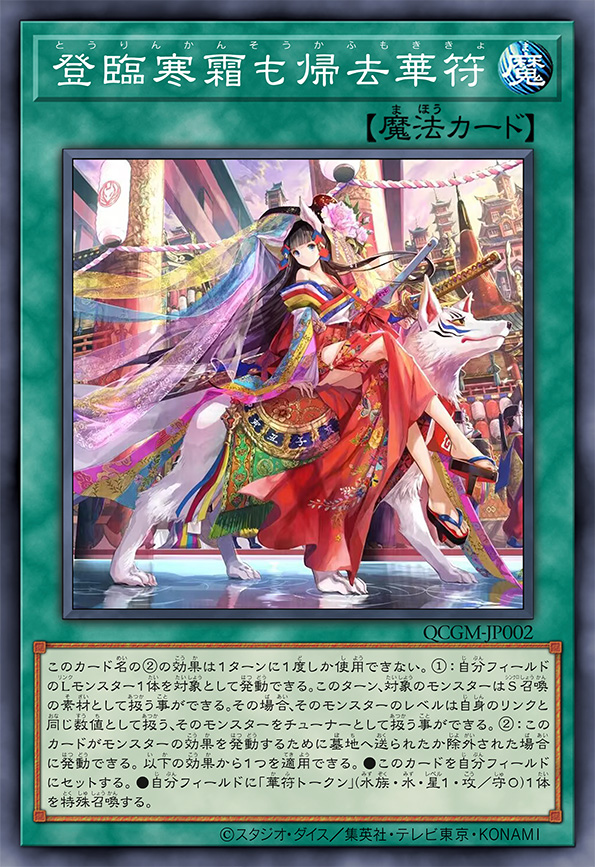 とうりんかんそうかふもききょ
登臨寒霜も帰去華符
魔
【魔法カード】
QCGM-JP002
このカード名の②の効果は1ターンに1度しか使用できない。①：自分フィールド
のLモンスター1体を対象として発動できる。このターン、対象のモンスターはS召喚
の素材として扱う事ができる。その場合、そのモンスターのレベルは自身のリンクと
同じ数値として扱う、そのモンスターをチューナーとして扱う事ができる。②：この
カードがモンスターの効果を発動するために墓地へ送られたか除外された場合
に発動できる。以下の効果から1つを適用できる。●このカードを自分フィールド
にセットする。●自分フィールドに「華符トークン」(水族・水・星1・攻／守0)1体
を特殊召喚する。
©スタジオ・ダイス／集英社・テレビ東京・KONAMI